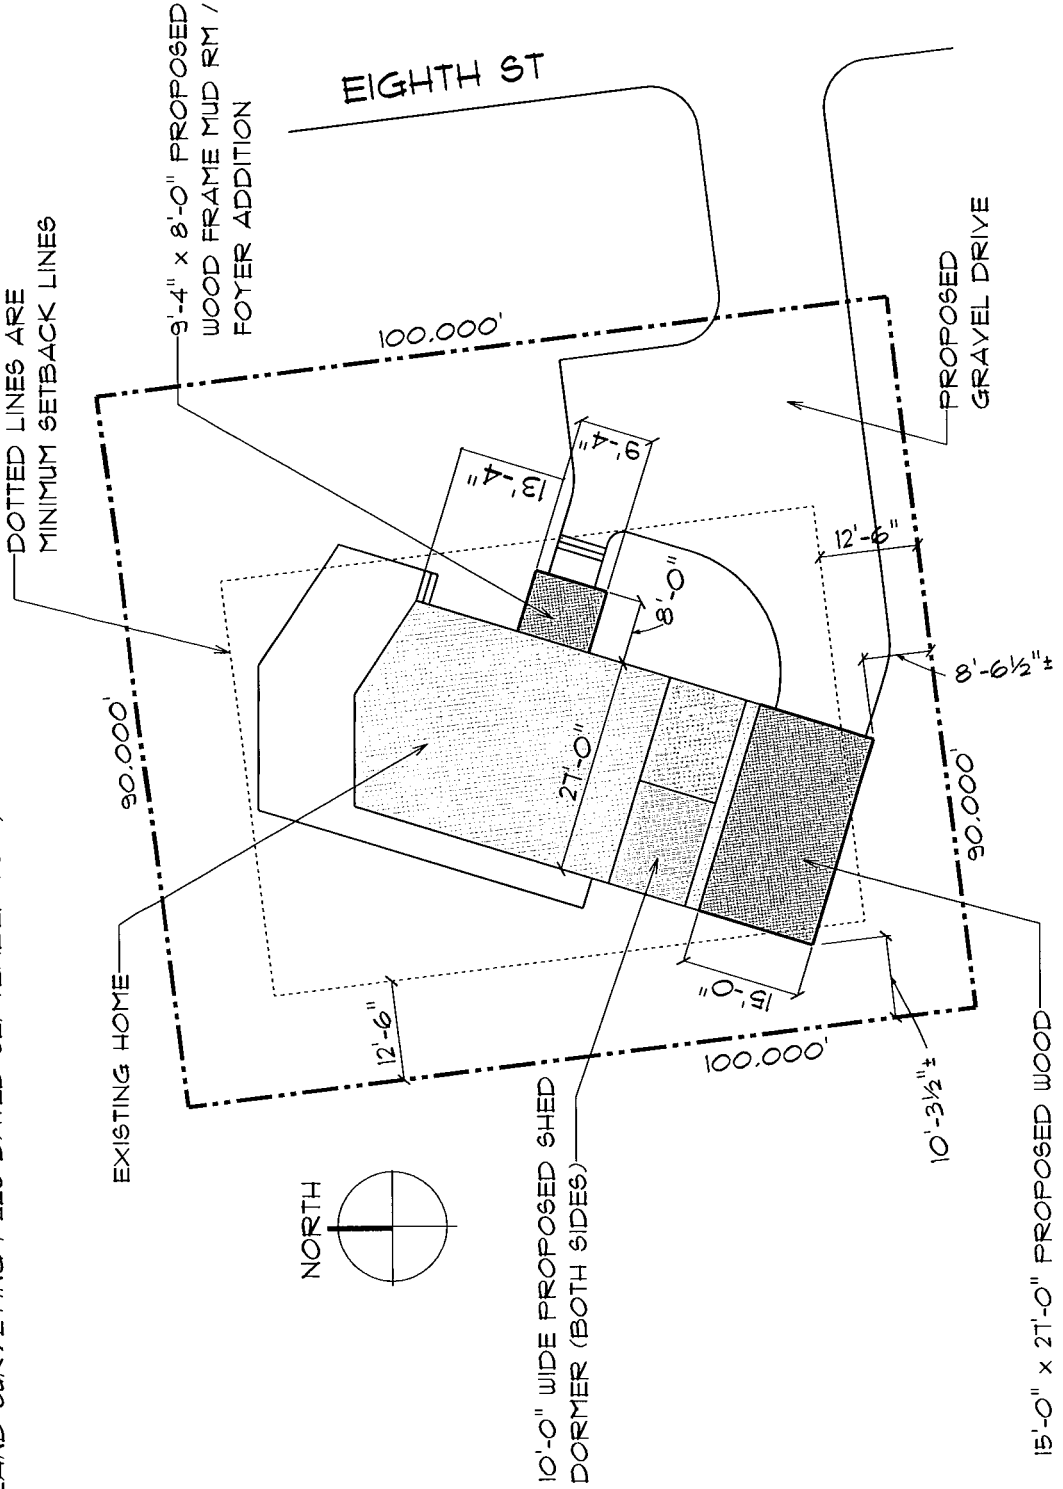 DOTTED LINES ARE
MINIMUM SETBACK LINES
9'-4" x 8'-0" PROPOSED
WOOD FRAME MUD RM /
FOYER ADDITION
EIGHTH ST
100.000'
90.000'
13'-4"
9'-4"
8'-0"
27'-0"
12'-6"
8'-6½"±
PROPOSED
GRAVEL DRIVE
EXISTING HOME
12'-6"
15'-0"
90.000'
100.000'
10'-3½"±
NORTH
10'-0" WIDE PROPOSED SHED
DORMER (BOTH SIDES)
15'-0" x 27'-0" PROPOSED WOOD